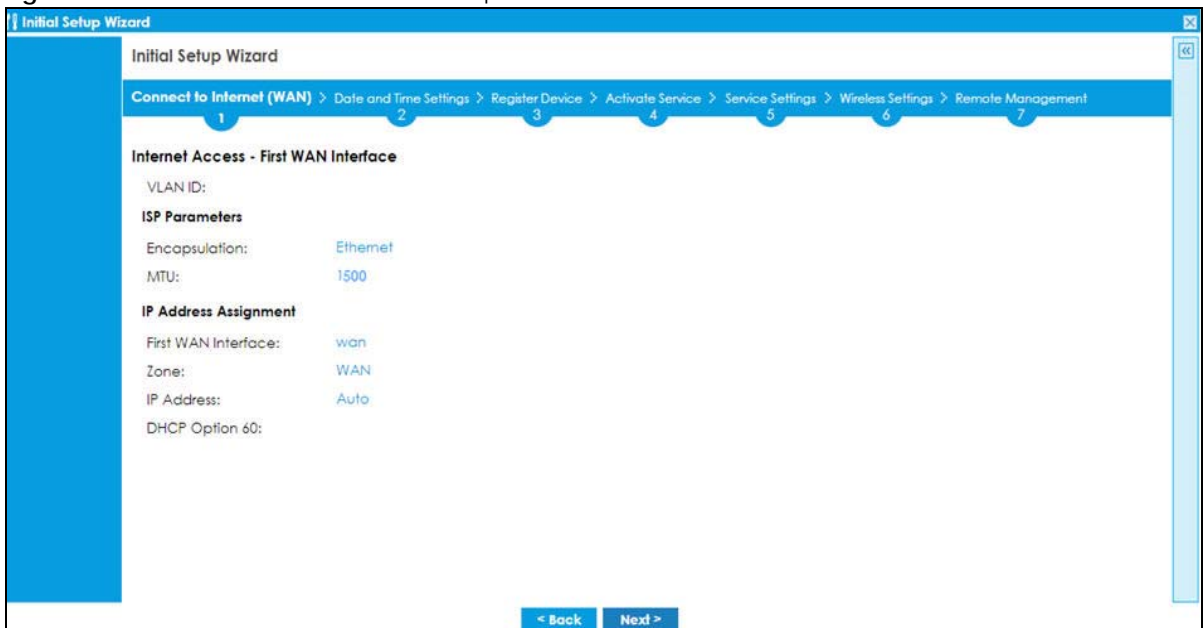 Initial Setup Wizard
Initial Setup Wizard
Connect to Internet (WAN) > Date and Time Settings > Register Device > Activate Service > Service Settings > Wireless Settings > Remote Management
1 2 3 4 5 6 7
Internet Access - First WAN Interface
VLAN ID:
ISP Parameters
Encapsulation: Ethernet
MTU: 1500
IP Address Assignment
First WAN Interface: wan
Zone: WAN
IP Address: Auto
DHCP Option 60:
< Back Next >